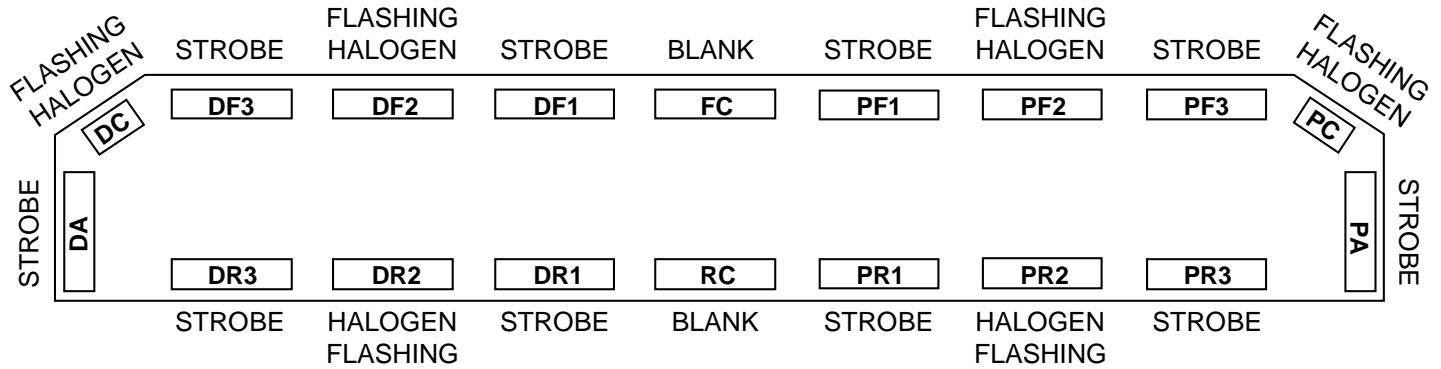 FLASHING FLASHING
STROBE HALOGEN STROBE BLANK STROBE HALOGEN STROBE
FLASHING
HALOGEN
FLASHING
HALOGEN
DF3 DF2 DF1 FC PF1 PF2 PF3
DC PC
STROBE DA PA STROBE
DR3 DR2 DR1 RC PR1 PR2 PR3
STROBE HALOGEN STROBE BLANK STROBE HALOGEN STROBE
FLASHING FLASHING